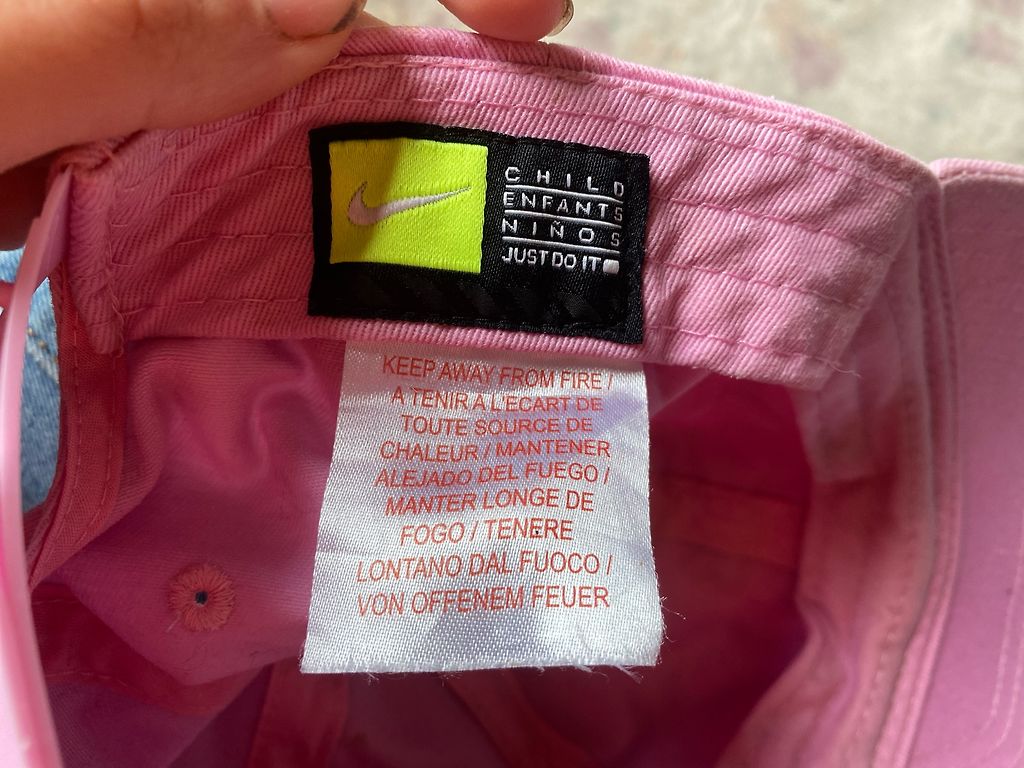 CHILD
ENFANTS
NIÑOS
JUST DO IT
KEEP AWAY FROM FIRE /
A TENIR A L'ECART DE
TOUTE SOURCE DE
CHALEUR / MANTENER
ALEJADO DEL FUEGO /
MANTER LONGE DE
FOGO / TENERE
LONTANO DAL FUOCO /
VON OFFENEM FEUER